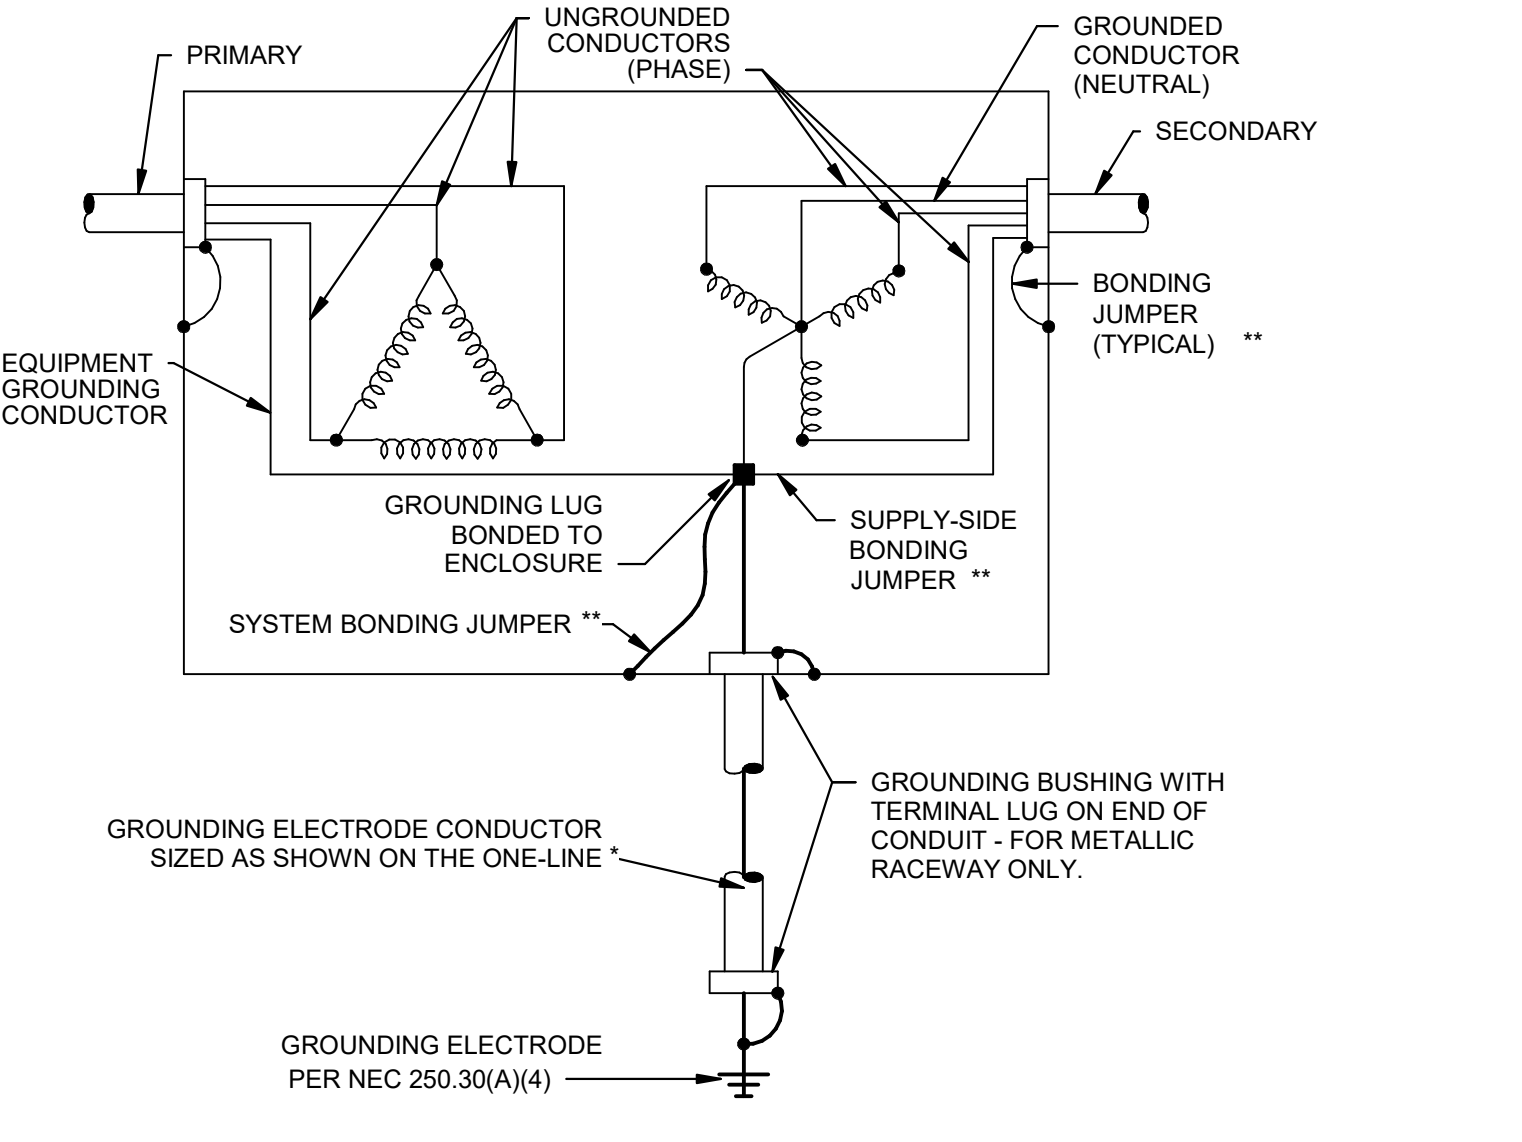 UNGROUNDED
CONDUCTORS
(PHASE)
GROUNDED
CONDUCTOR
(NEUTRAL)
PRIMARY
SECONDARY
BONDING
JUMPER
(TYPICAL) **
EQUIPMENT
GROUNDING
CONDUCTOR
GROUNDING LUG
BONDED TO
ENCLOSURE
SUPPLY-SIDE
BONDING
JUMPER **
SYSTEM BONDING JUMPER **
GROUNDING BUSHING WITH
TERMINAL LUG ON END OF
CONDUIT - FOR METALLIC
RACEWAY ONLY.
GROUNDING ELECTRODE CONDUCTOR
SIZED AS SHOWN ON THE ONE-LINE *
GROUNDING ELECTRODE
PER NEC 250.30(A)(4)